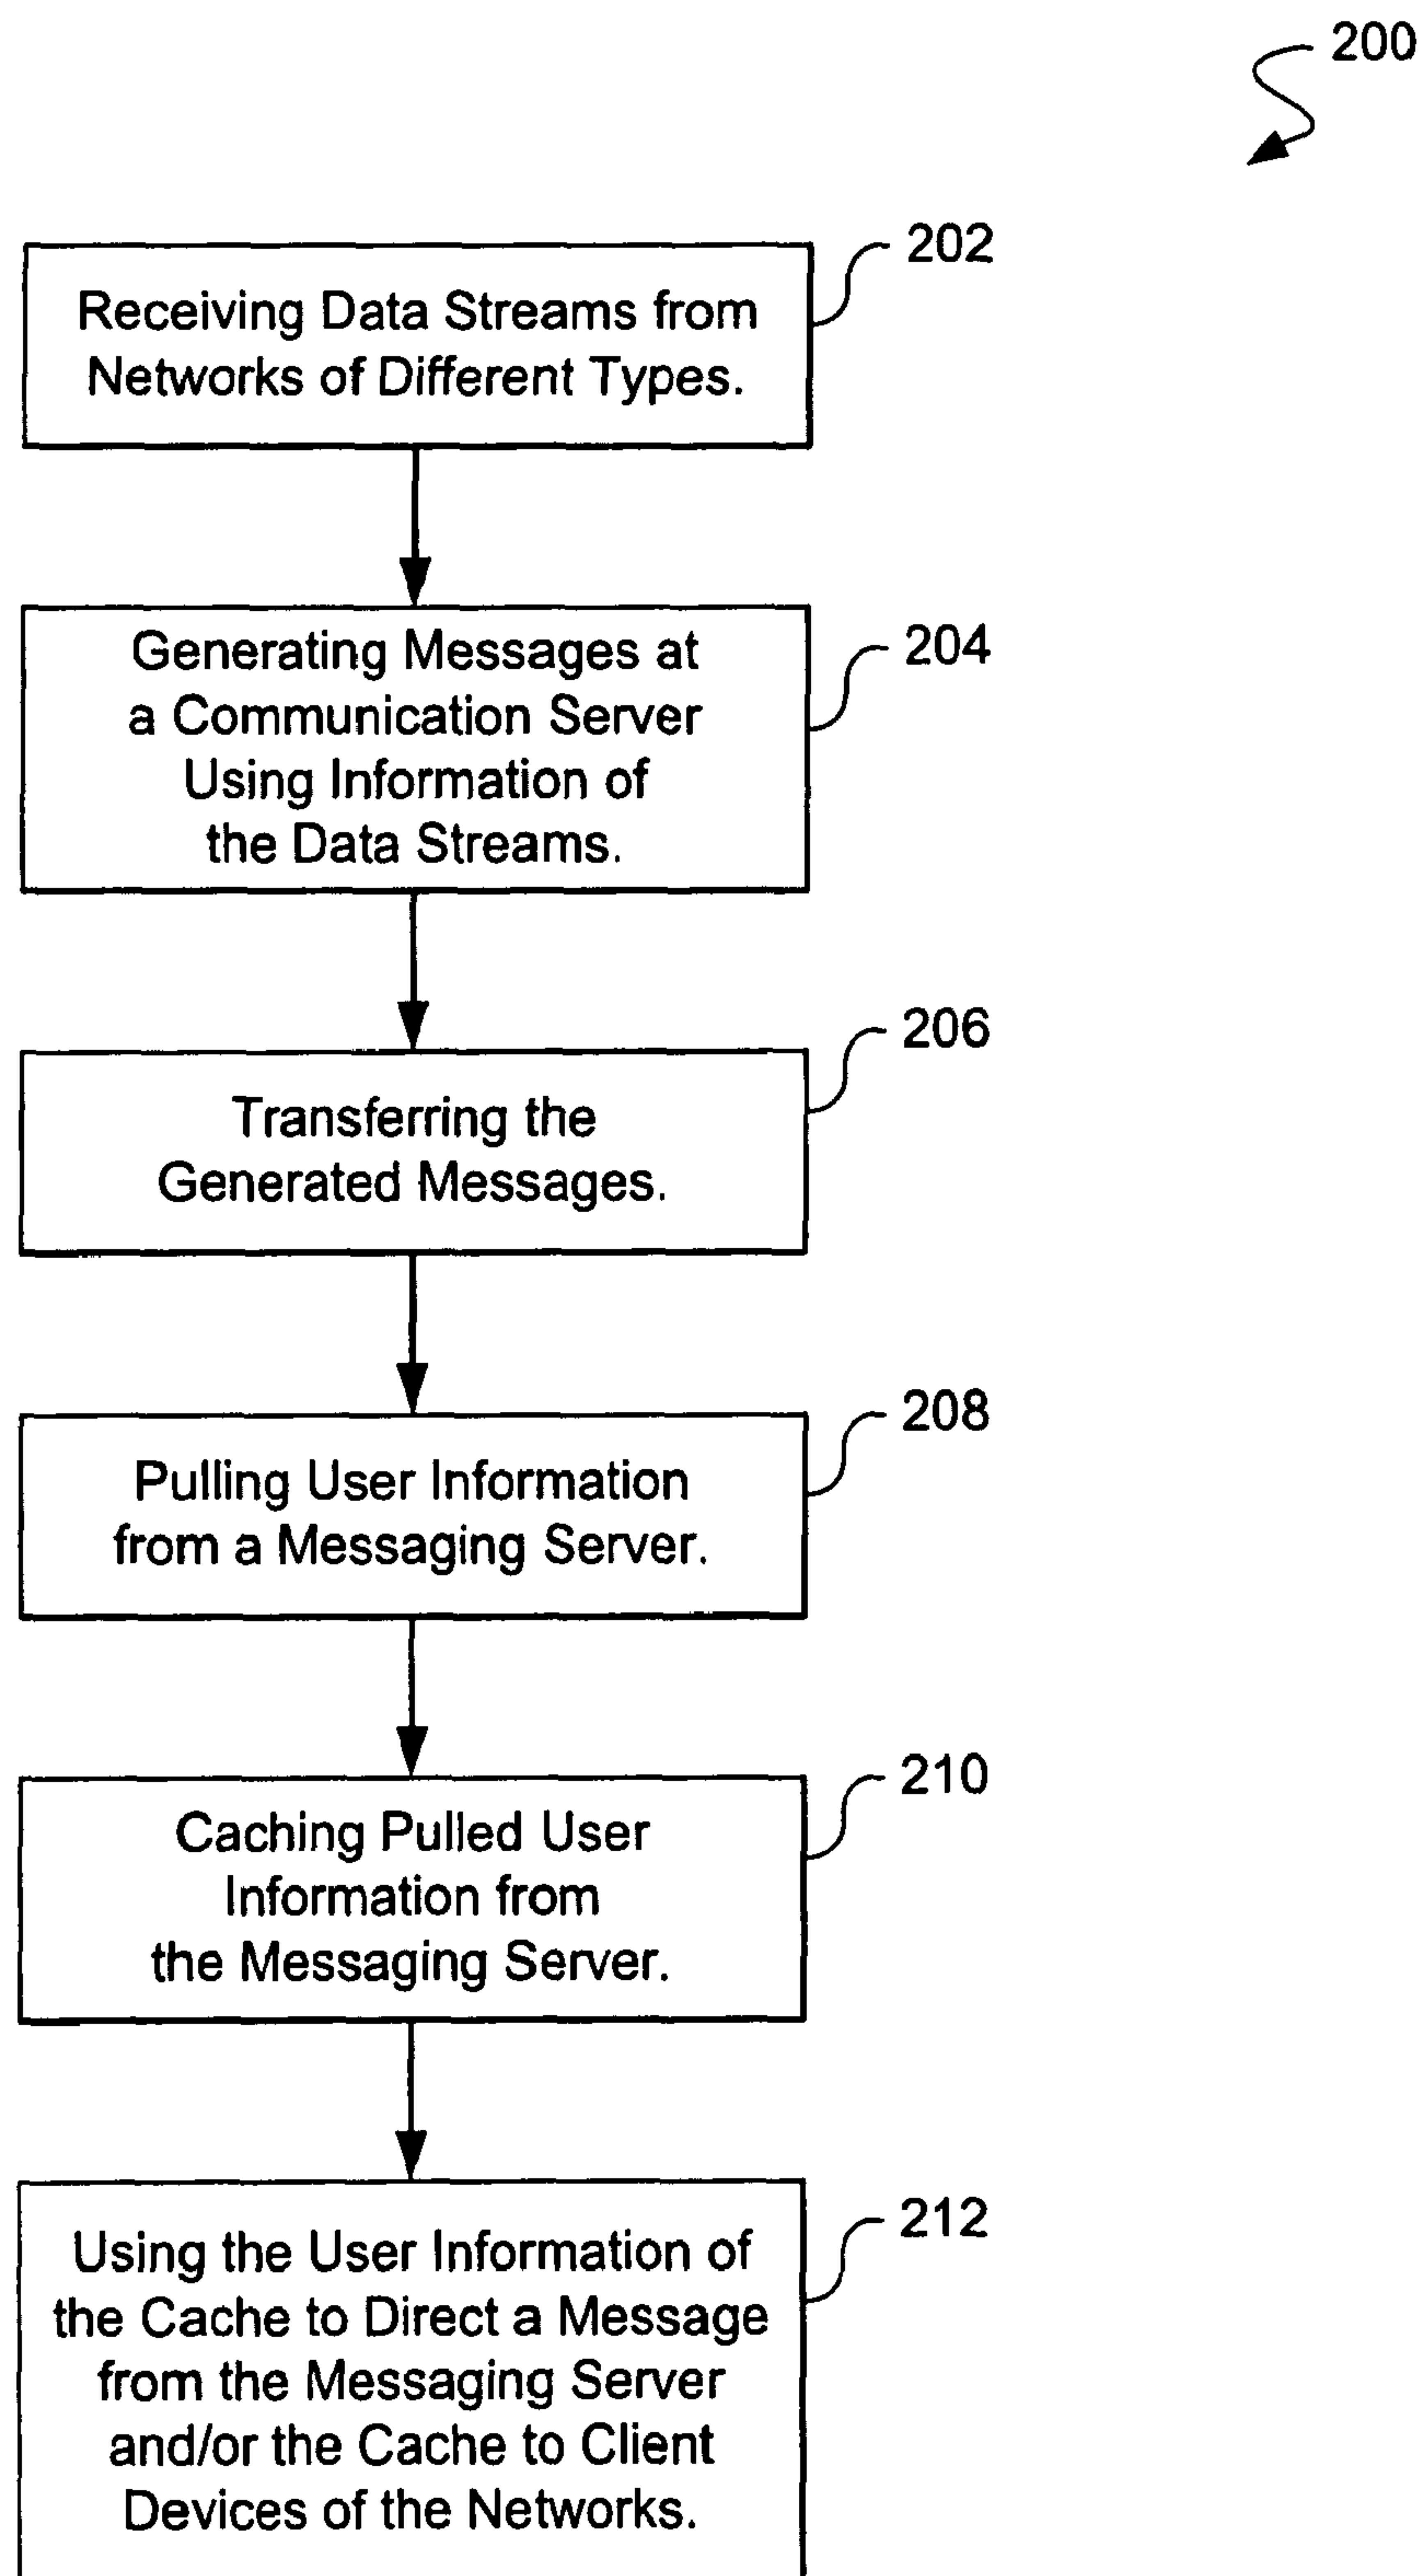 200
202
Receiving Data Streams from
Networks of Different Types.
204
Generating Messages at
a Communication Server
Using Information of
the Data Streams.
206
Transferring the
Generated Messages.
208
Pulling User Information
from a Messaging Server.
210
Caching Pulled User
Information from
the Messaging Server.
212
Using the User Information of
the Cache to Direct a Message
from the Messaging Server
and/or the Cache to Client
Devices of the Networks.